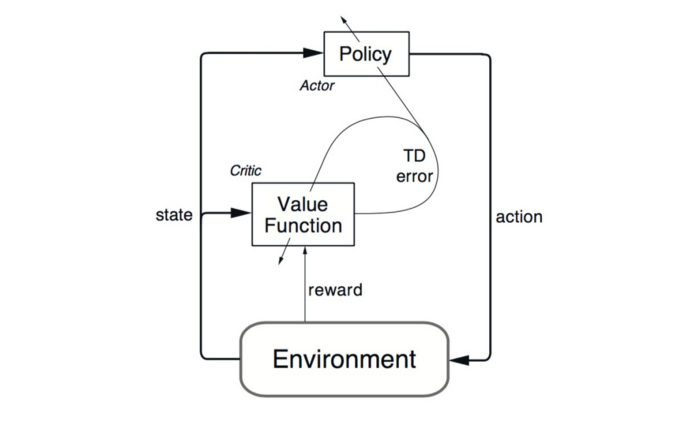 Policy
Actor
TD
error
Critic
Value
Function
state
action
reward
Environment